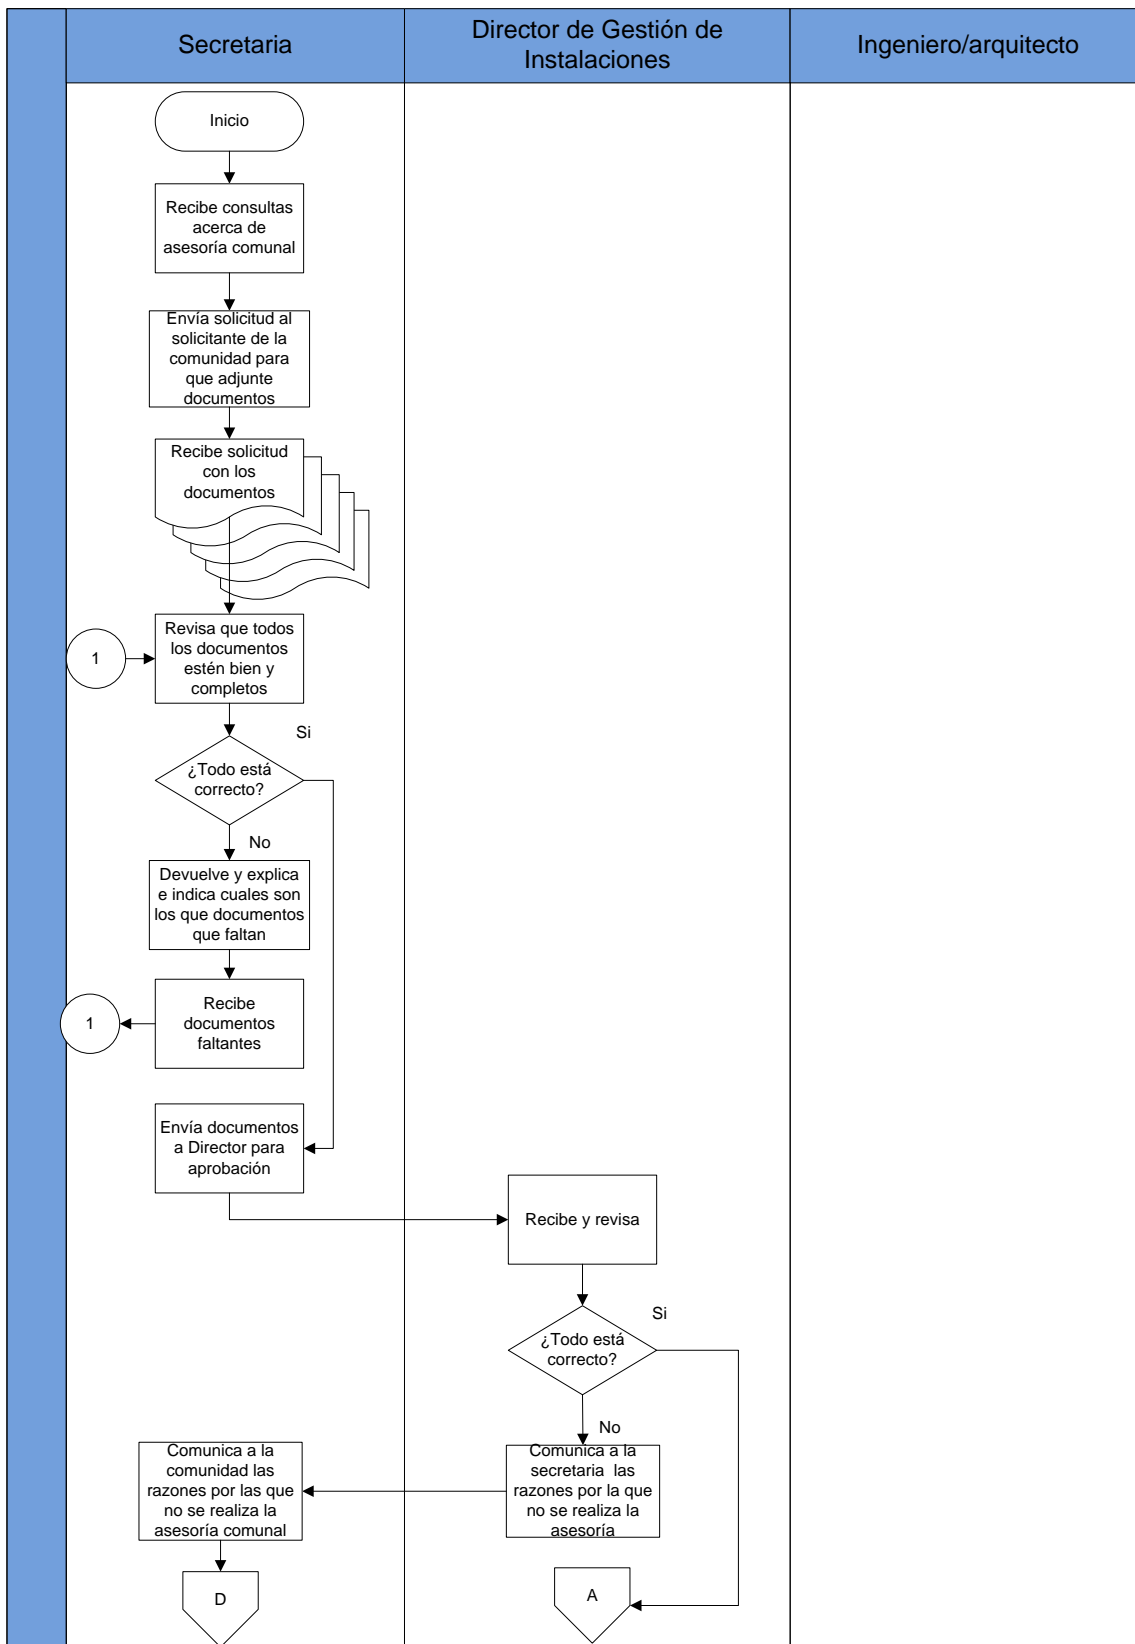 Secretaria
Director de Gestión de
Instalaciones
Ingeniero/arquitecto
Inicio
Recibe consultas
acerca de
asesoría comunal
Envía solicitud al
solicitante de la
comunidad para
que adjunte
documentos
Recibe solicitud
con los
documentos
1
Revisa que todos
los documentos
estén bien y
completos
Si
¿Todo está
correcto?
No
Devuelve y explica
e indica cuales son
los que documentos
que faltan
1
Recibe
documentos
faltantes
Envía documentos
a Director para
aprobación
Recibe y revisa
Si
¿Todo está
correcto?
No
Comunica a la
comunidad las
razones por las que
no se realiza la
asesoría comunal
Comunica a la
secretaria las
razones por la que
no se realiza la
asesoría
D
A